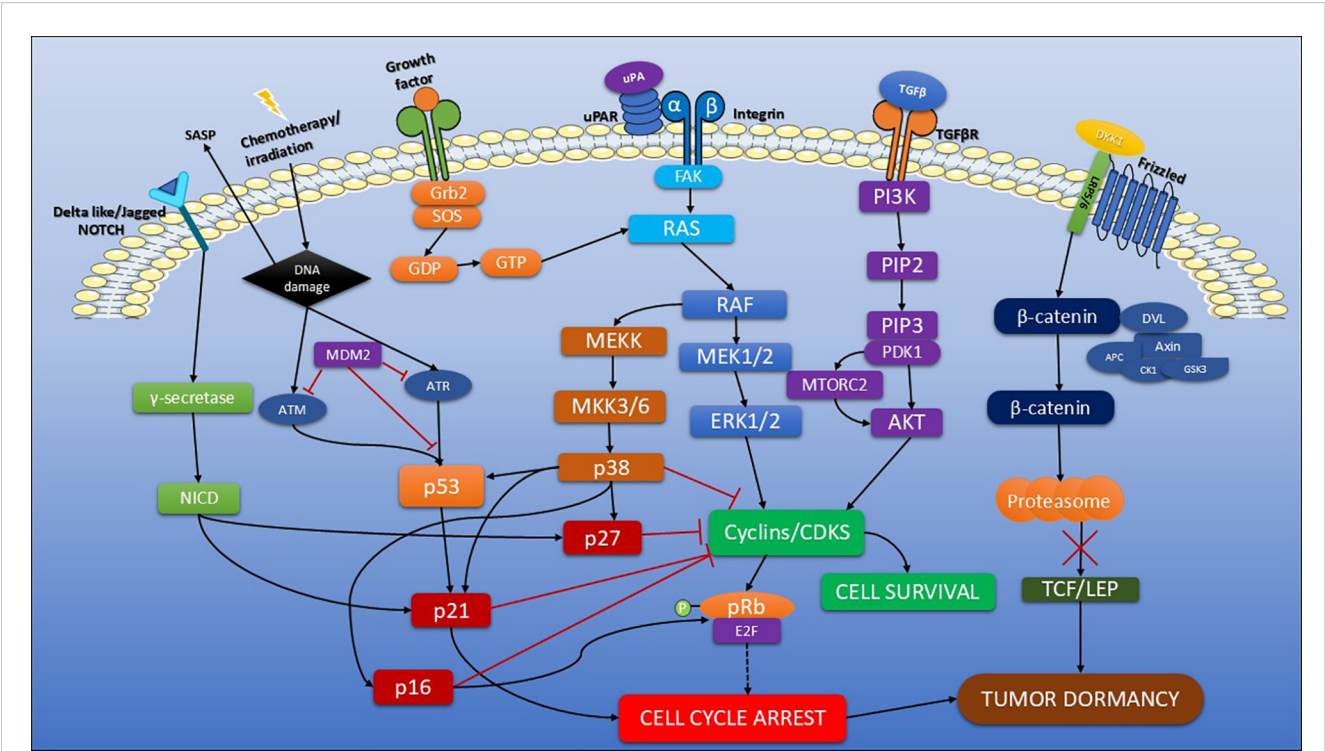 Growth
factor
uPA
uPAR
α
β
Integrin
TGFβ
TGFβR
SASP
Chemotherapy/
irradiation
DKK1
LRP5/6
Frizzled
Delta like/Jagged
NOTCH
FAK
Grb2
SOS
PI3K
RAS
GDP
GTP
DNA
damage
PIP2
RAF
PIP3
β-catenin
DVL
MEKK
MDM2
MEK1/2
PDK1
APC
Axin
CK1
GSK3
ATR
MTORC2
γ-secretase
ATM
MKK3/6
ERK1/2
AKT
β-catenin
p53
p38
NICD
Proteasome
p27
Cyclins/CDKS
CELL SURVIVAL
TCF/LEP
p21
P
pRb
E2F
p16
CELL CYCLE ARREST
TUMOR DORMANCY